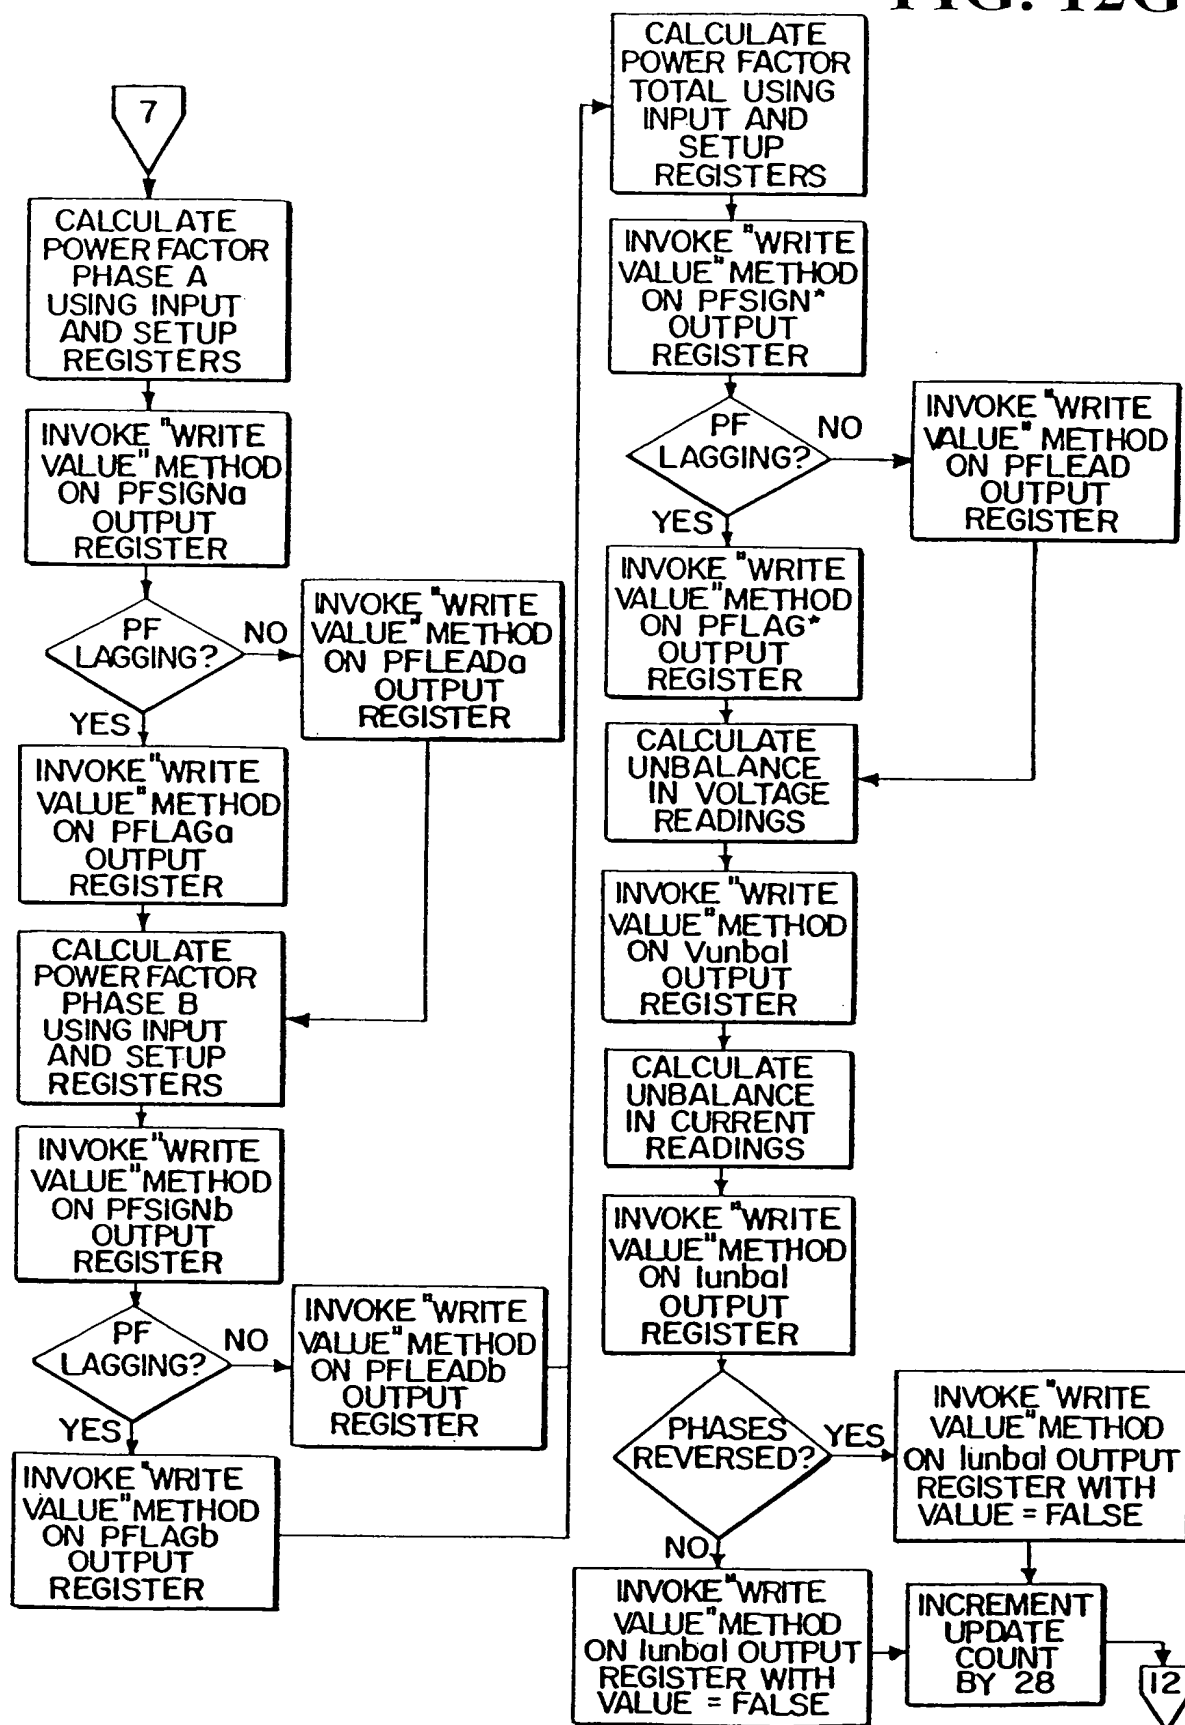 FIG. 12G
7
CALCULATE
POWER FACTOR
PHASE A
USING INPUT
AND SETUP
REGISTERS
INVOKE "WRITE
VALUE" METHOD
ON PFSIGNa
OUTPUT
REGISTER
PF
LAGGING?
NO
YES
INVOKE "WRITE
VALUE" METHOD
ON PFLEADa
OUTPUT
REGISTER
INVOKE "WRITE
VALUE" METHOD
ON PFLAGa
OUTPUT
REGISTER
CALCULATE
POWER FACTOR
PHASE B
USING INPUT
AND SETUP
REGISTERS
INVOKE "WRITE
VALUE" METHOD
ON PFSIGNb
OUTPUT
REGISTER
PF
LAGGING?
NO
YES
INVOKE "WRITE
VALUE" METHOD
ON PFLEADb
OUTPUT
REGISTER
INVOKE "WRITE
VALUE" METHOD
ON PFLAGb
OUTPUT
REGISTER
CALCULATE
POWER FACTOR
TOTAL USING
INPUT AND
SETUP
REGISTERS
INVOKE "WRITE
VALUE" METHOD
ON PFSIGN*
OUTPUT
REGISTER
PF
LAGGING?
NO
YES
INVOKE "WRITE
VALUE" METHOD
ON PFLEAD
OUTPUT
REGISTER
INVOKE "WRITE
VALUE" METHOD
ON PFLAG*
OUTPUT
REGISTER
CALCULATE
UNBALANCE
IN VOLTAGE
READINGS
INVOKE "WRITE
VALUE" METHOD
ON Vunbal
OUTPUT
REGISTER
CALCULATE
UNBALANCE
IN CURRENT
READINGS
INVOKE "WRITE
VALUE" METHOD
ON Iunbal
OUTPUT
REGISTER
PHASES
REVERSED?
YES
NO
INVOKE "WRITE
VALUE" METHOD
ON Iunbal OUTPUT
REGISTER WITH
VALUE = FALSE
INVOKE "WRITE
VALUE" METHOD
ON Iunbal OUTPUT
REGISTER WITH
VALUE = FALSE
INCREMENT
UPDATE
COUNT
BY 28
12